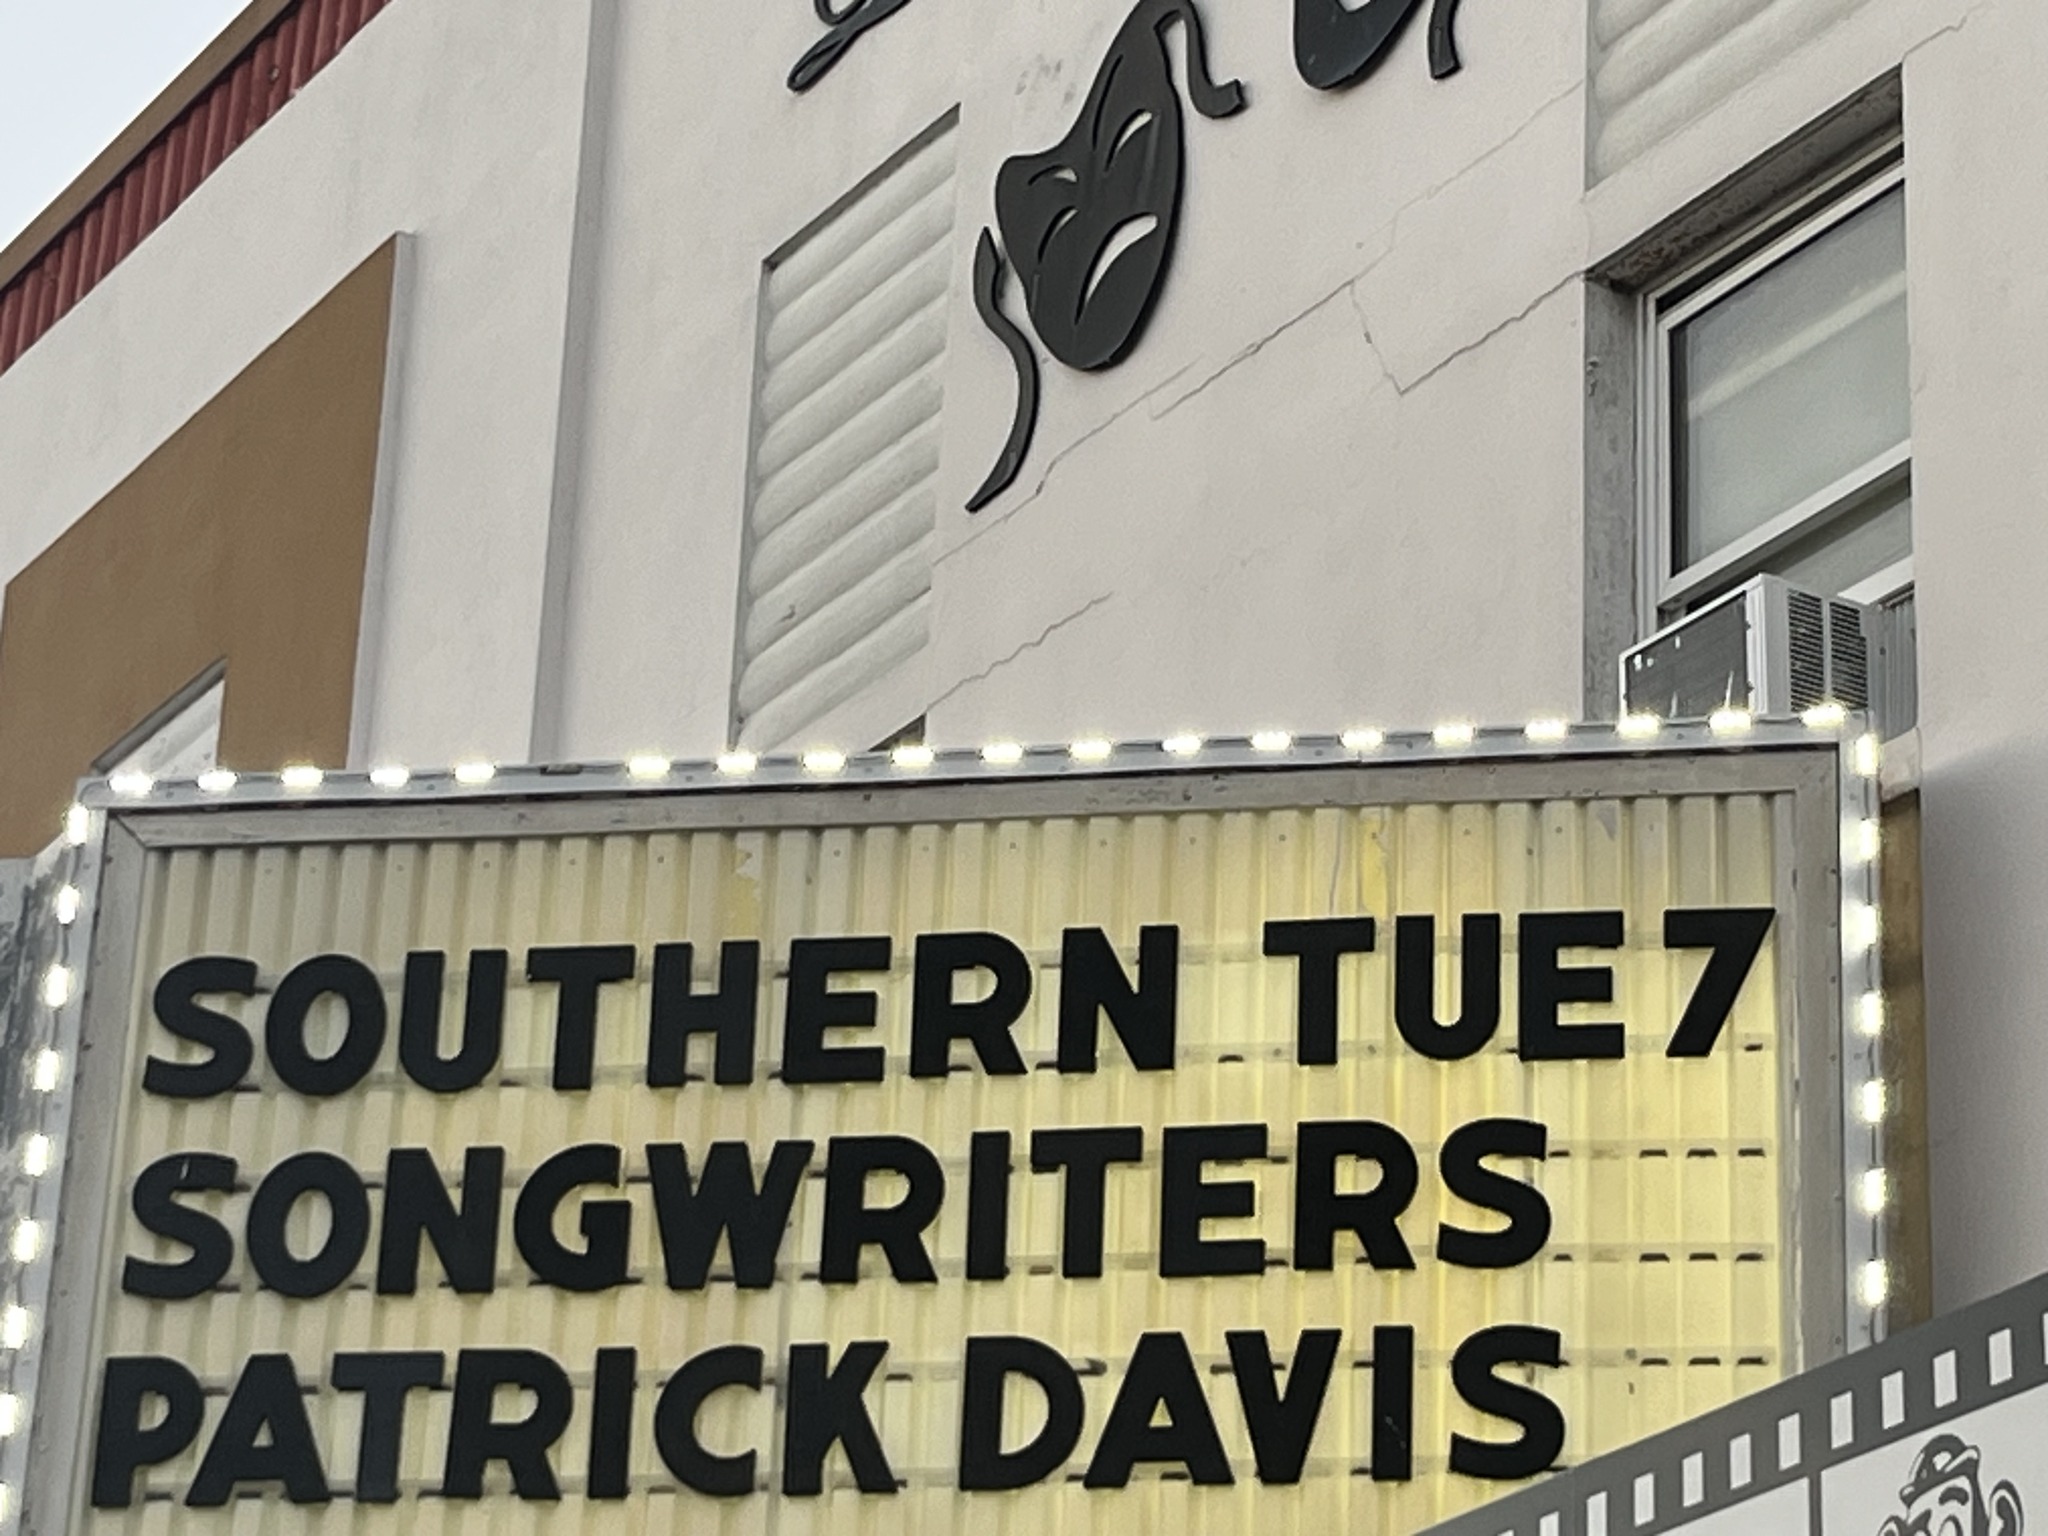 SOUTHERN TUE 7
SONGWRITERS
PATRICK DAVIS